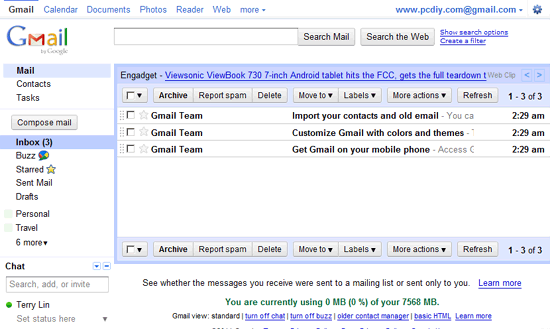 Gmail Calendar Documents Photos Reader Web more ▾ www.pcdiy.com@gmail.com ▾
Gmail
by Google
Search Mail Search the Web Show search options
Create a filter
Mail
Contacts
Tasks
Compose mail
Inbox (3)
Buzz
Starred
Sent Mail
Drafts
Personal
Travel
6 more▾
Chat
Search, add, or invite
Terry Lin
Set status here ▾
Engadget - Viewsonic ViewBook 730 7-inch Android tablet hits the FCC, gets the full teardown t Web Clip < >
Archive Report spam Delete Move to ▾ Labels ▾ More actions ▾ Refresh 1 - 3 of 3
Gmail Team Import your contacts and old email - You ca 2:29 am
Gmail Team Customize Gmail with colors and themes - 2:29 am
Gmail Team Get Gmail on your mobile phone - Access 2:29 am
Archive Report spam Delete Move to ▾ Labels ▾ More actions ▾ Refresh 1 - 3 of 3
See whether the messages you receive were sent to a mailing list or sent only to you. Learn more
You are currently using 0 MB (0 %) of your 7568 MB.
Gmail view: standard | turn off chat | turn off buzz | older contact manager | basic HTML Learn more